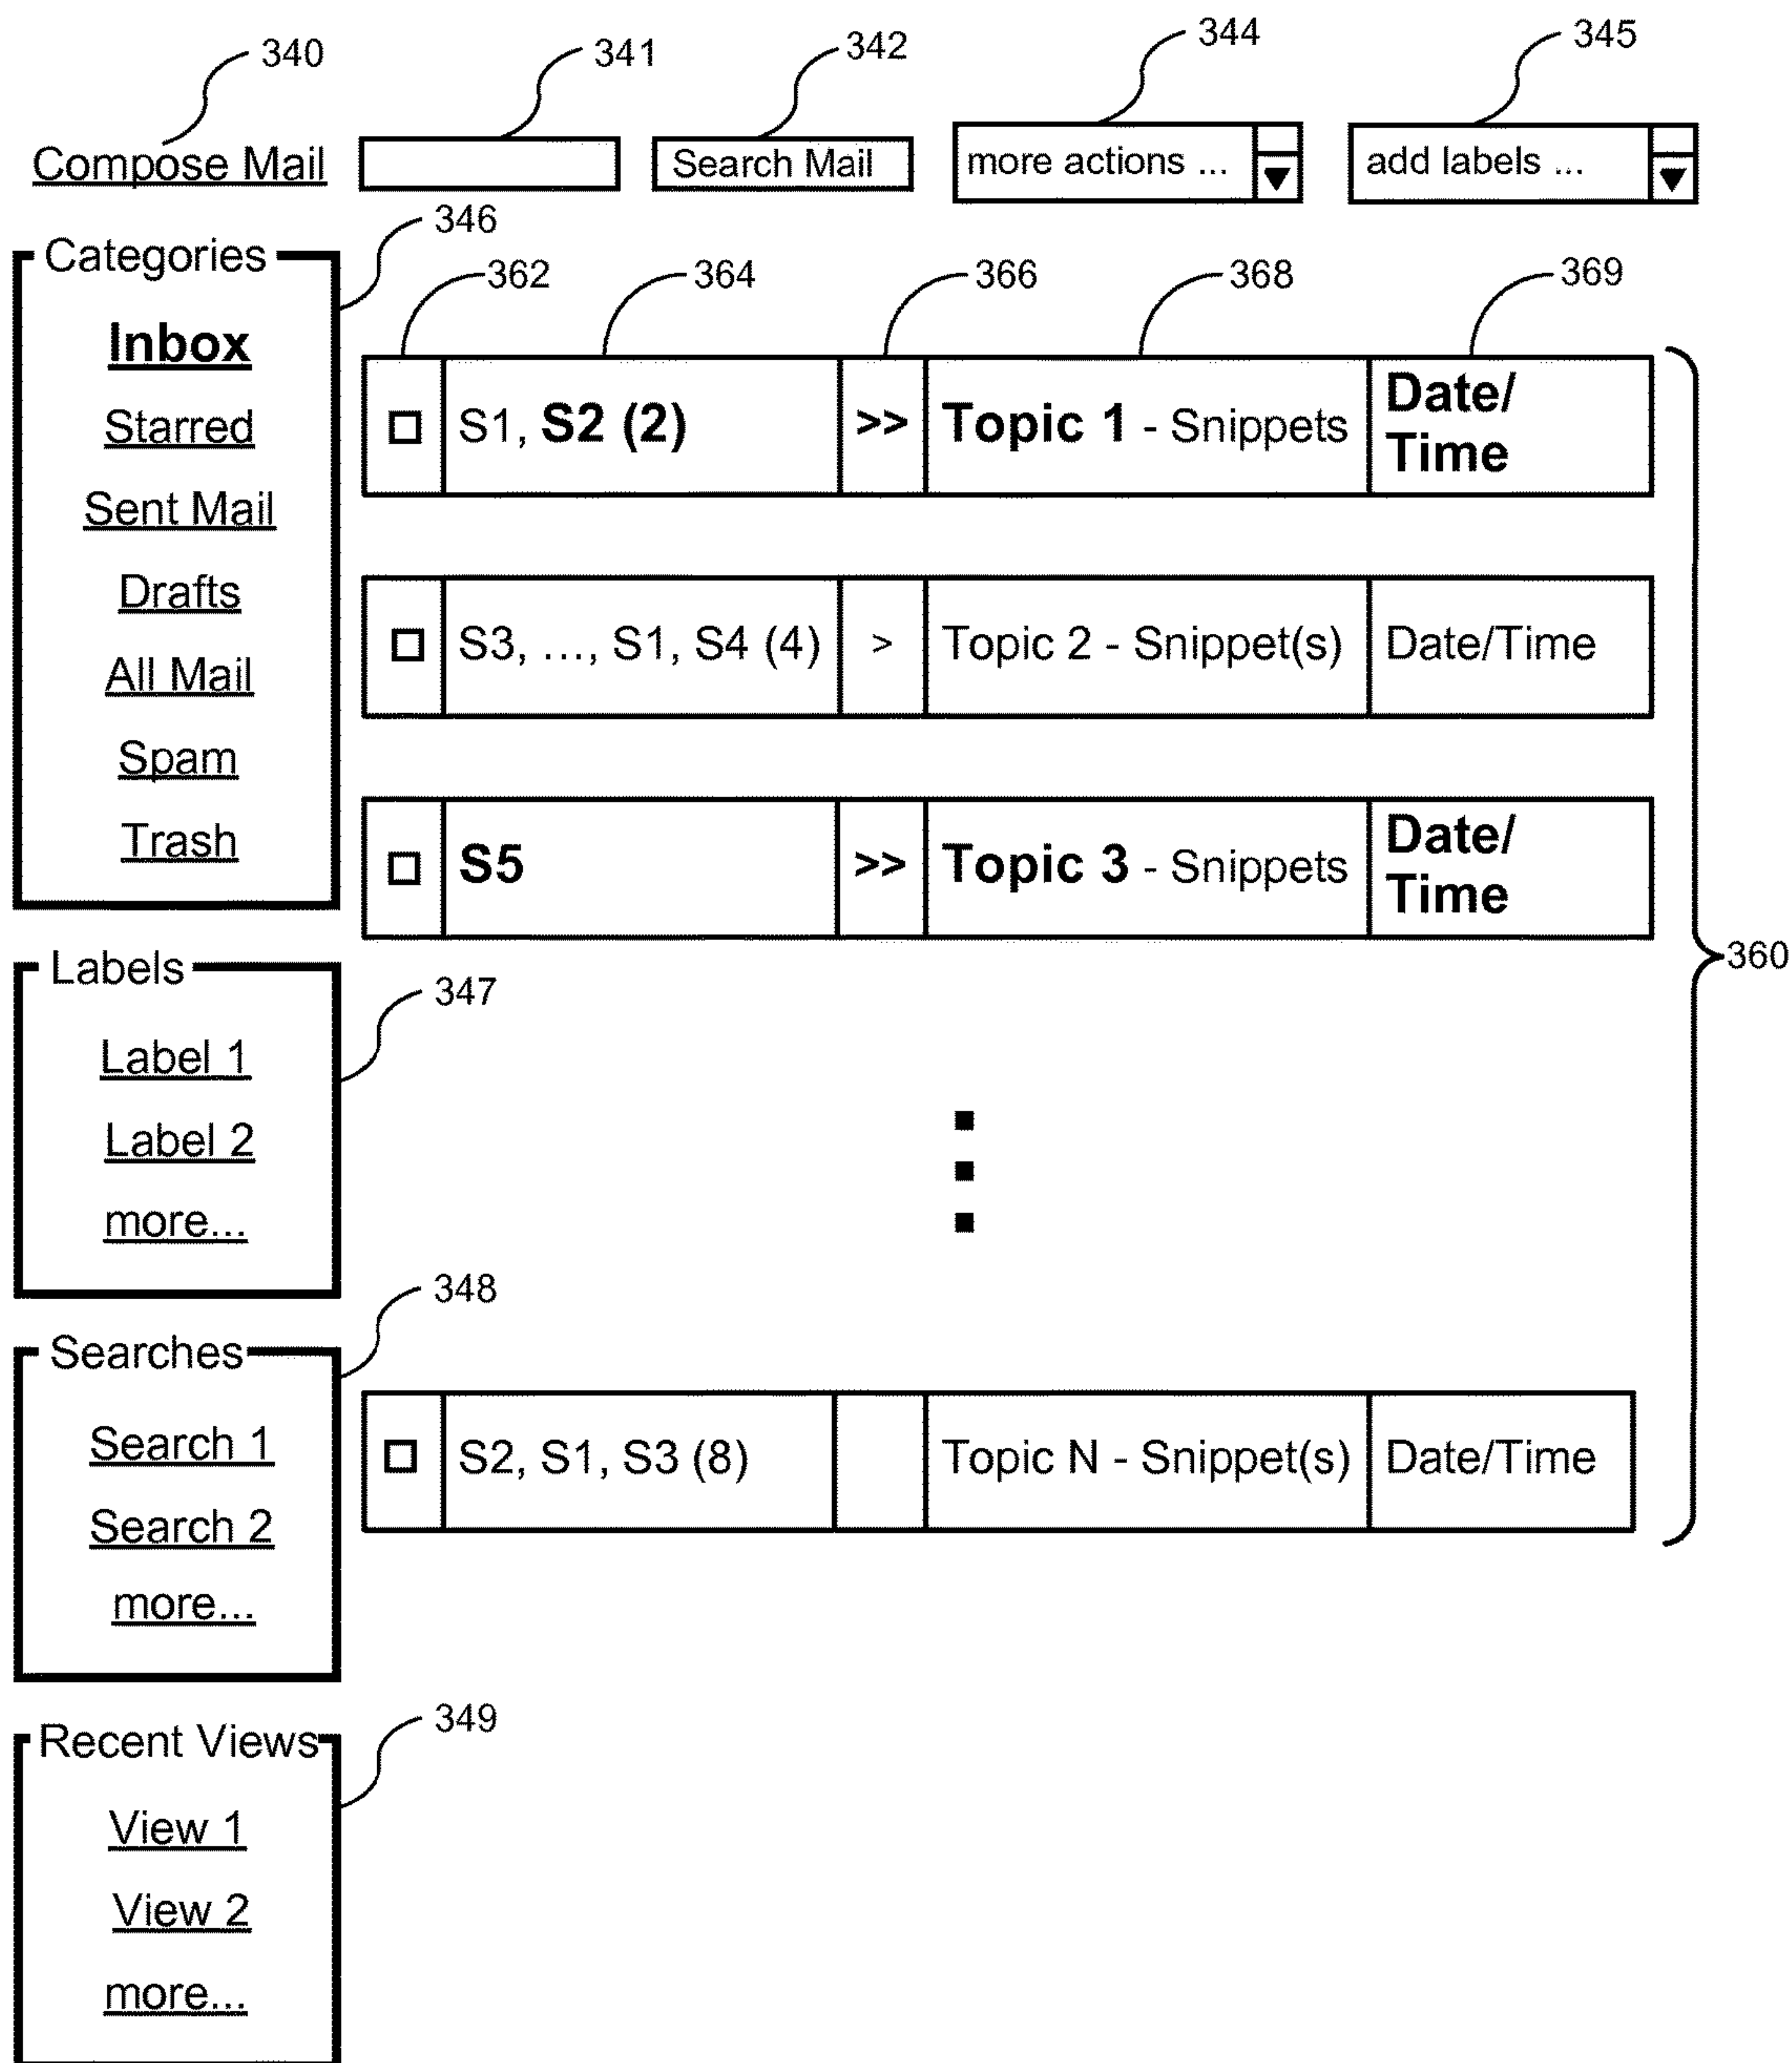 340
341
342
344
345
Compose Mail
Search Mail
more actions ...
add labels ...
346
Categories
Inbox
Starred
Sent Mail
Drafts
All Mail
Spam
Trash
362
364
366
368
369
S1, S2 (2) >> Topic 1 - Snippets Date/
Time
S3, ..., S1, S4 (4) > Topic 2 - Snippet(s) Date/Time
S5 >> Topic 3 - Snippets Date/
Time
360
Labels
347
Label 1
Label 2
more...
348
Searches
Search 1
Search 2
more...
S2, S1, S3 (8) Topic N - Snippet(s) Date/Time
349
Recent Views
View 1
View 2
more...